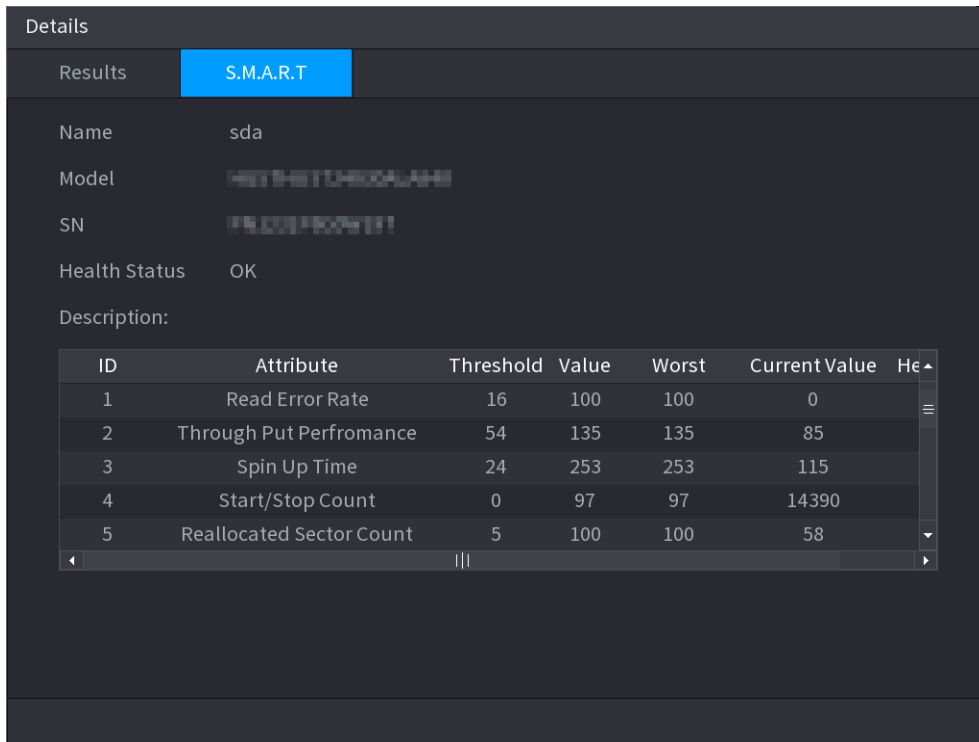 Details
Results S.M.A.R.T
Name sda
Model
SN
Health Status OK
Description:
ID Attribute Threshold Value Worst Current Value He
1 Read Error Rate 16 100 100 0
2 Through Put Perfromance 54 135 135 85
3 Spin Up Time 24 253 253 115
4 Start/Stop Count 0 97 97 14390
5 Reallocated Sector Count 5 100 100 58